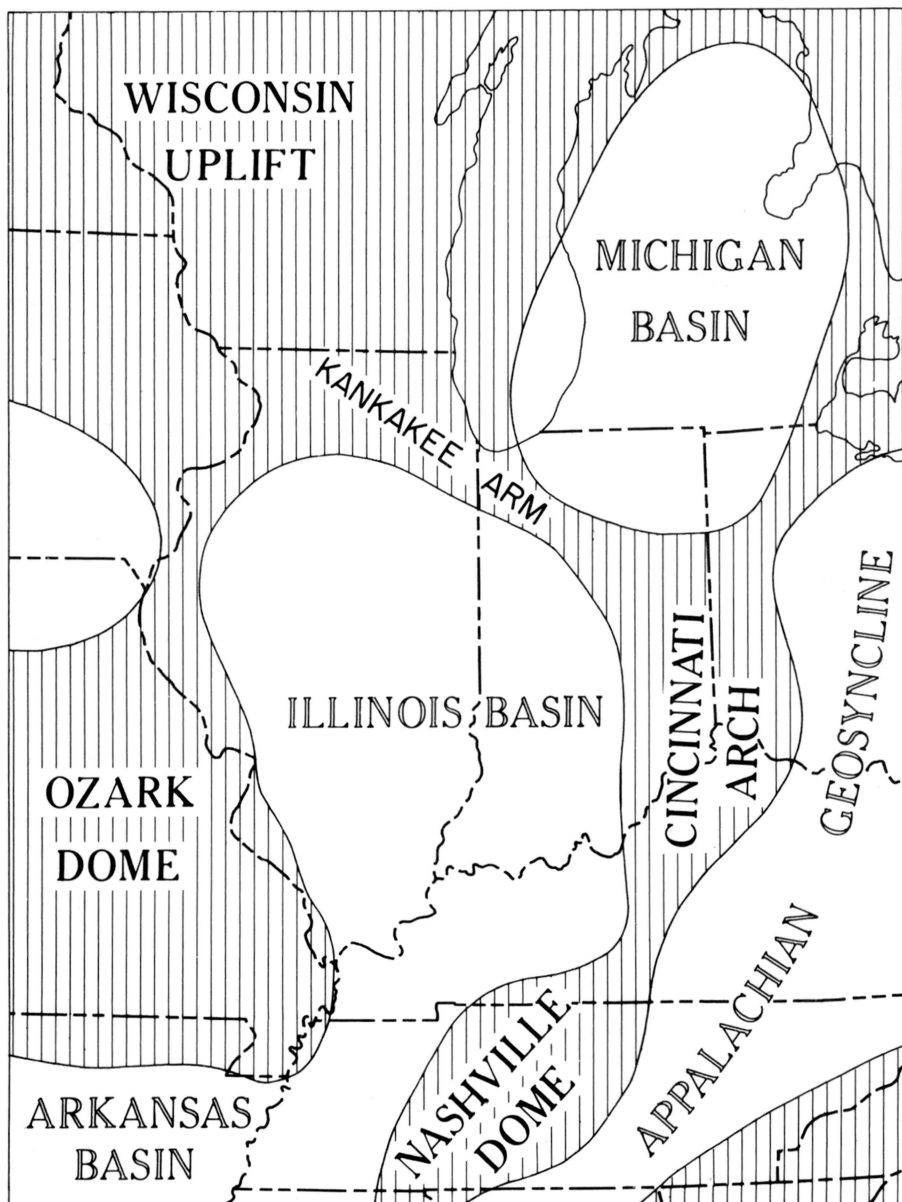 WISCONSIN
UPLIFT
MICHIGAN
BASIN
KANKAKEE ARM
ILLINOIS BASIN
CINCINNATI
ARCH
GEOSYNCLINE
OZARK
DOME
APPALACHIAN
NASHVILLE
DOME
ARKANSAS
BASIN